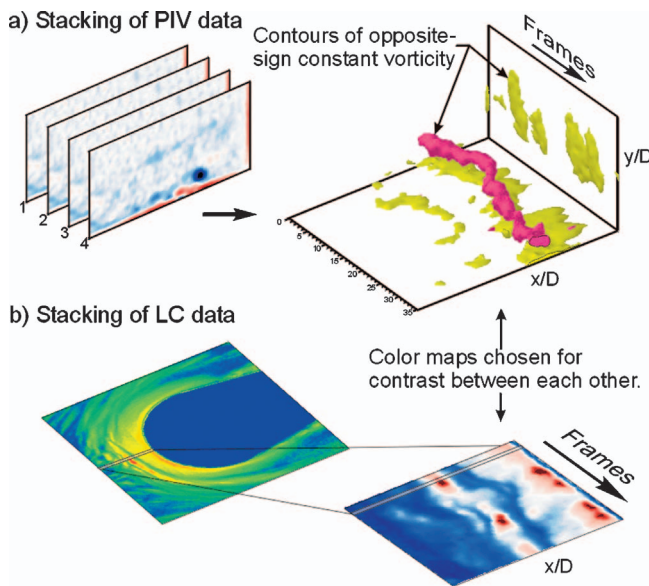 a) Stacking of PIV data
Contours of opposite-
sign constant vorticity
Frames
y/D
1
2
3
4
0
5
10
15
20
25
30
35
x/D
b) Stacking of LC data
Color maps chosen for
contrast between each other.
Frames
x/D